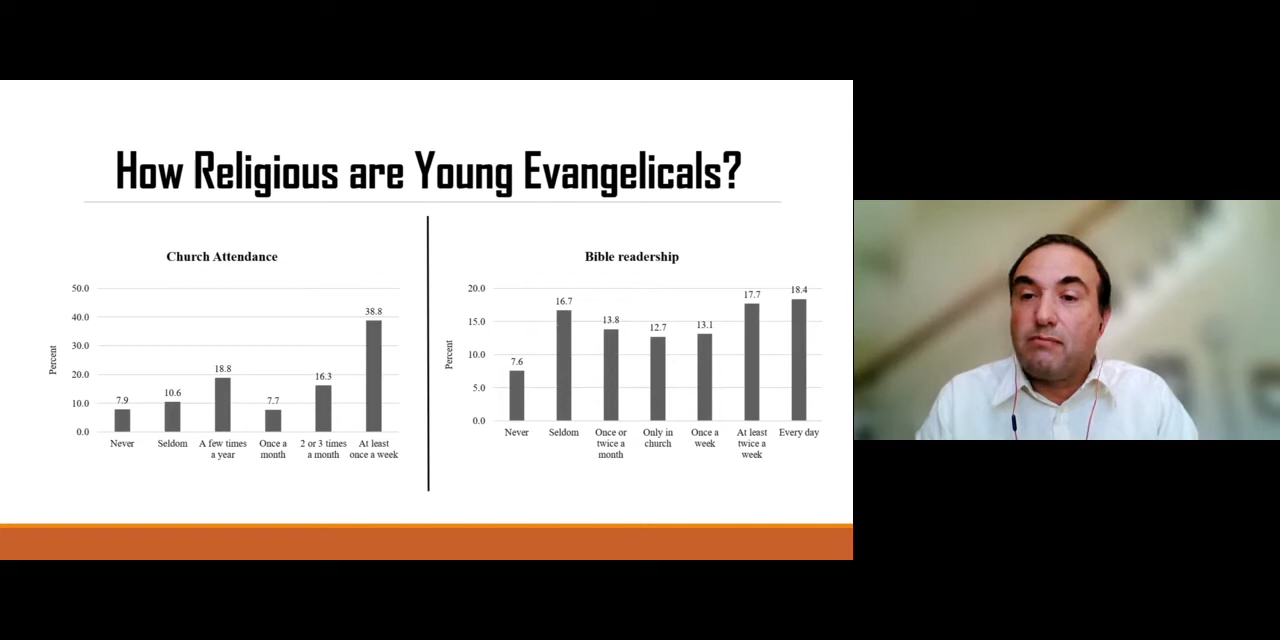 How Religious are Young Evangelicals?
Church Attendance
50.0
40.0
30.0
20.0
10.0
0.0
Percent
7.9
10.6
18.8
7.7
16.3
38.8
Never
Seldom
A few times
a year
Once a
month
2 or 3 times
a month
At least
once a week
Bible readership
20.0
15.0
10.0
5.0
0.0
Percent
7.6
16.7
13.8
12.7
13.1
17.7
18.4
Never
Seldom
Once or
twice a
month
Only in
church
Once a
week
At least
twice a
week
Every day